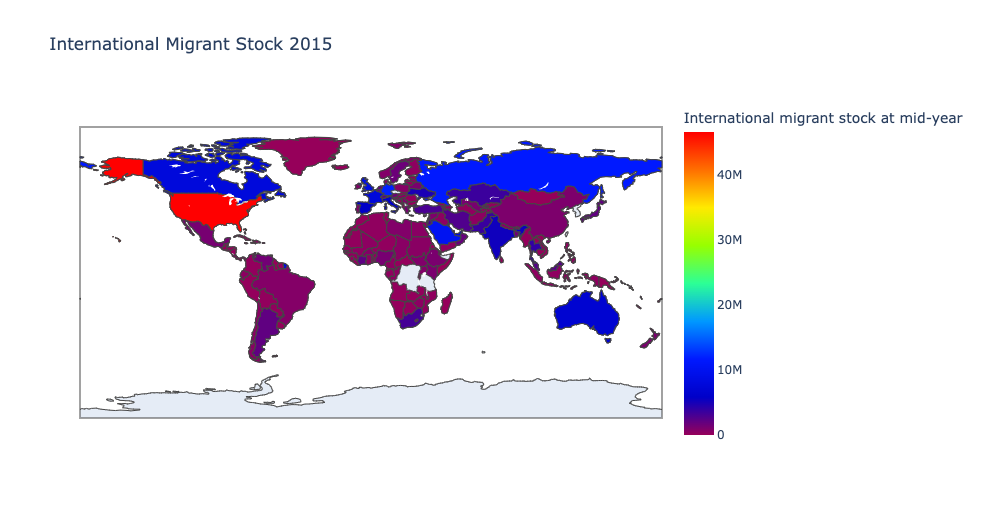 International Migrant Stock 2015
International migrant stock at mid-year
40M
30M
20M
10M
0